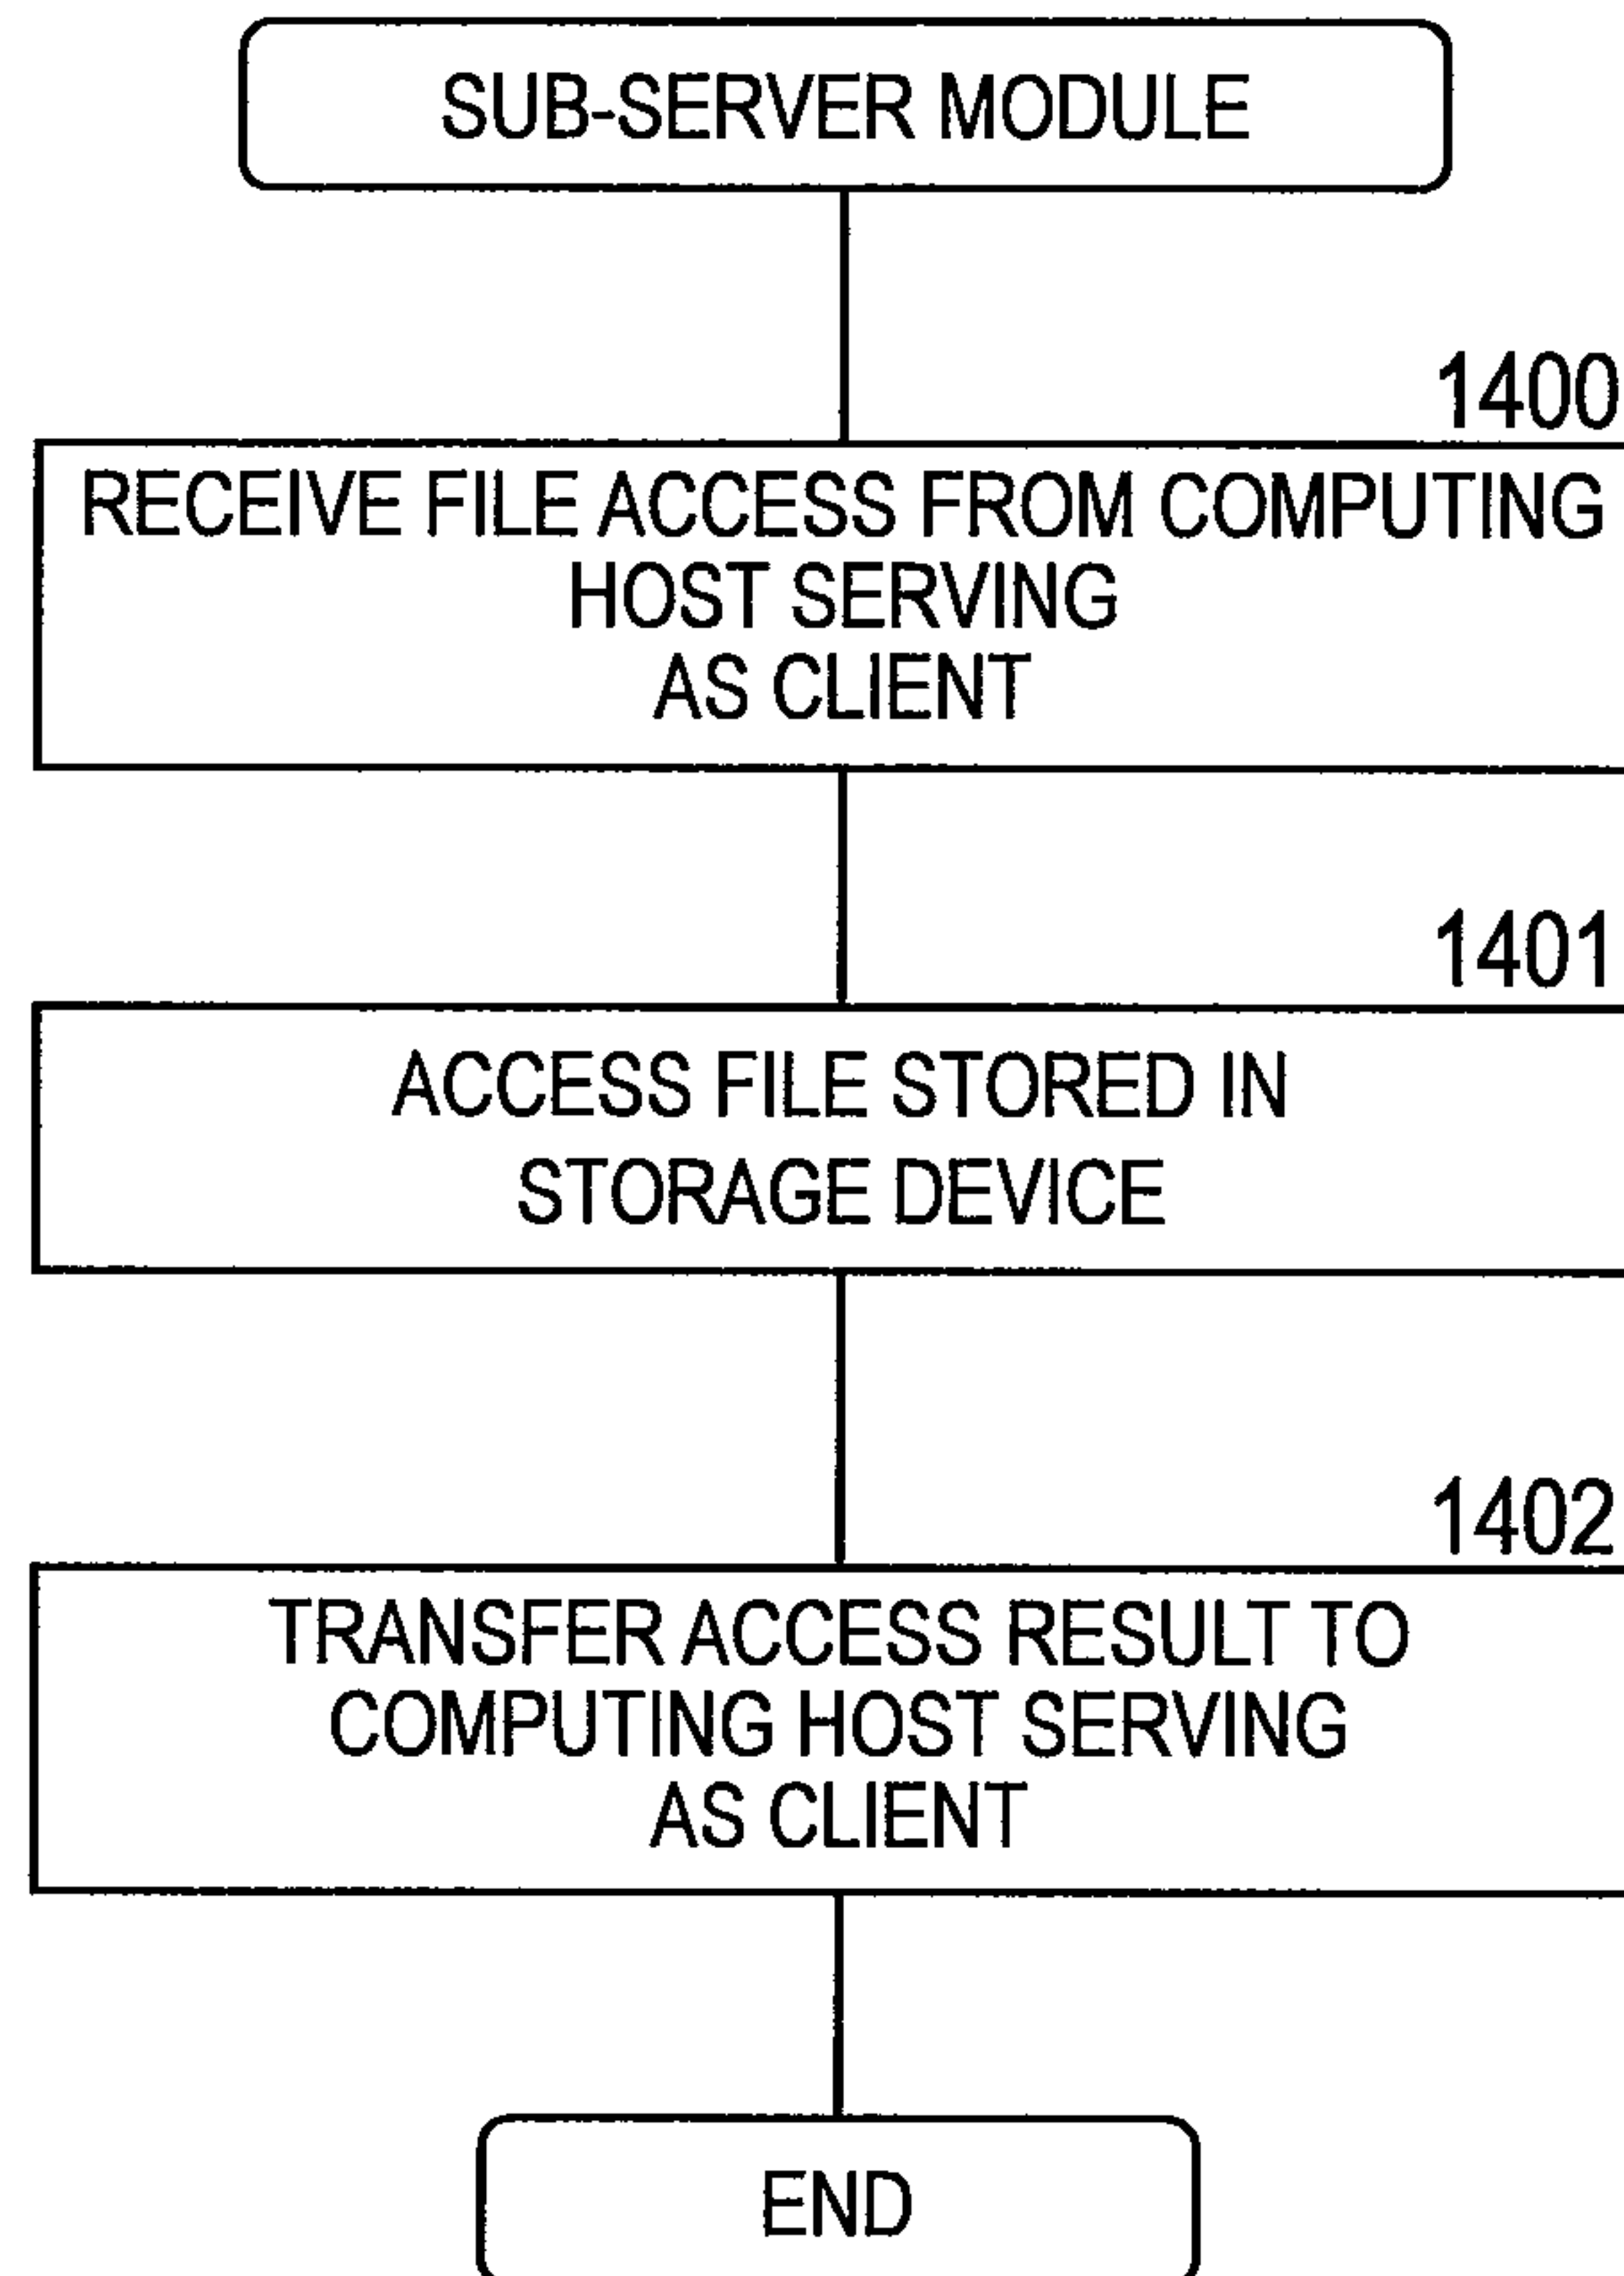 SUB-SERVER MODULE
1400
RECEIVE FILE ACCESS FROM COMPUTING
HOST SERVING
AS CLIENT
1401
ACCESS FILE STORED IN
STORAGE DEVICE
1402
TRANSFER ACCESS RESULT TO
COMPUTING HOST SERVING
AS CLIENT
END